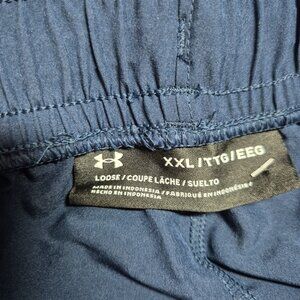 XXL/TTG/EEG
LOOSE/COUPE LÂCHE/SUELTO
MADE IN INDONESIA/FABRIQUÉ EN INDONÉSIE/
HECHO EN INDONESIA